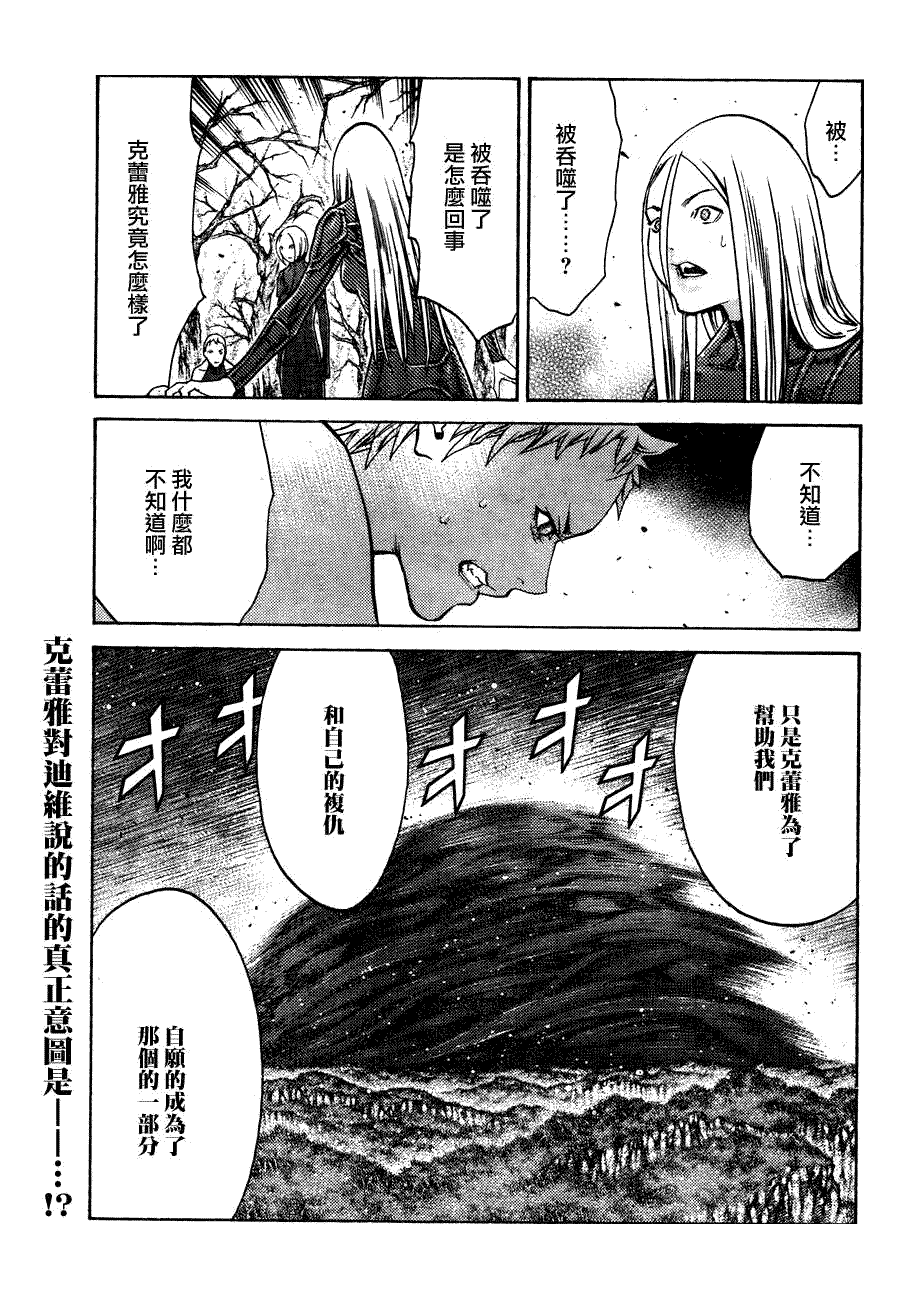 被…
被吞噬了……?
被吞噬了
是怎麼回事
克蕾雅究竟怎麼樣了
不知道…
我什麼都
不知道啊…
只是克蕾雅為了
幫助我們
和自己的複仇
自願的成為了
那個的一部分
オ
オ
オ
オ
オ
オ
克蕾雅對迪維說的話的真正意圖是——…!?